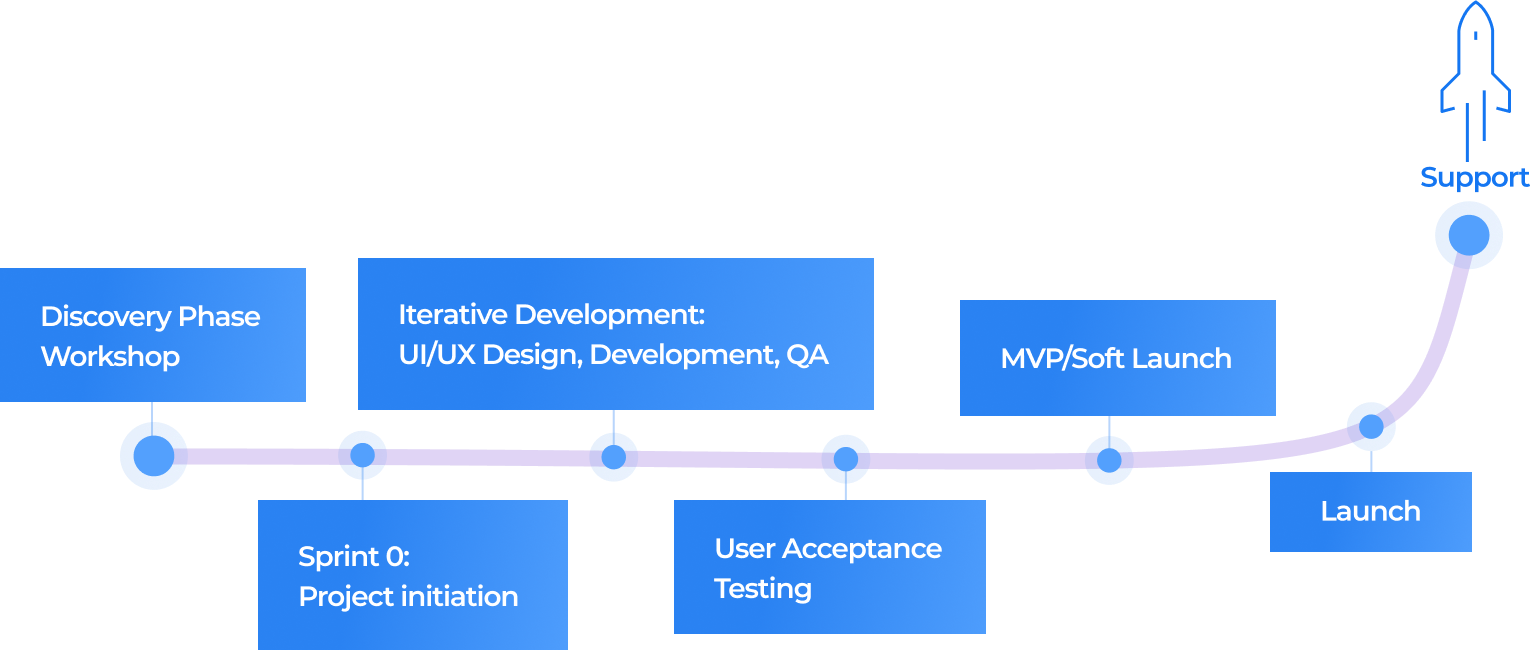 Discovery Phase
Workshop
Sprint 0:
Project initiation
Iterative Development:
UI/UX Design, Development, QA
User Acceptance
Testing
MVP/Soft Launch
Launch
Support